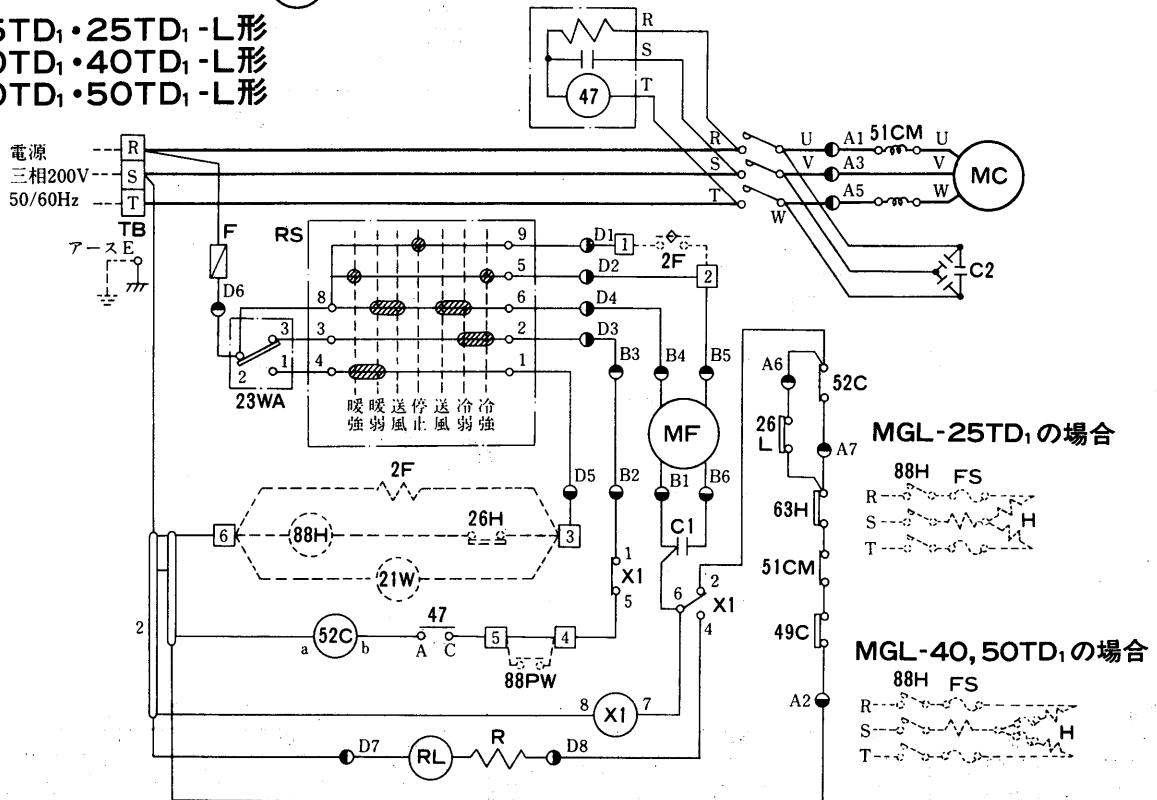 5TD₁・25TD₁-L形
0TD₁・40TD₁-L形
0TD₁・50TD₁-L形
R
S
T
47
電源
三相200V
50/60Hz
R
S
T
TB
アースE
R
S
T
U
V
W
A1
A3
A5
51CM
U
V
W
MC
C2
F
D6
RS
9
5
8
6
3
2
4
1
3
1
2
23WA
暖強
暖弱
送風
停止
送風
冷弱
冷強
D1
1
2F
D2
2
D4
D3
B3
B4
B5
MF
D5
B2
B1
B6
C1
2F
6
88H
26H
3
21W
1
X1
5
6
2
X1
4
2
a
52C
b
47
A
C
5
4
88PW
8
X1
7
D7
RL
R
D8
A6
52C
26
L
A7
63H
51CM
49C
A2
MGL-25TD₁の場合
88H
FS
R
S
T
H
MGL-40,50TD₁の場合
88H
FS
R
S
T
H